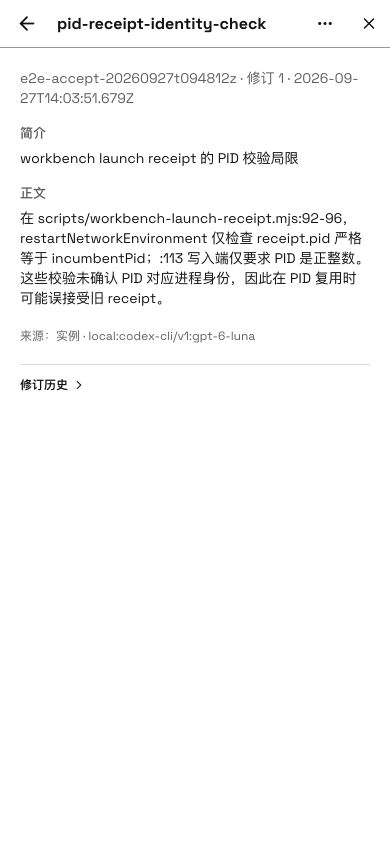 pid-receipt-identity-check
e2e-accept-20260927t094812z · 修订 1 · 2026-09-
27T14:03:51.679Z
简介
workbench launch receipt 的 PID 校验局限
正文
在 scripts/workbench-launch-receipt.mjs:92-96，
restartNetworkEnvironment 仅检查 receipt.pid 严格
等于 incumbentPid；:113 写入端仅要求 PID 是正整数。
这些校验未确认 PID 对应进程身份，因此在 PID 复用时
可能误接受旧 receipt。
来源：实例 · local:codex-cli/v1:gpt-6-luna
修订历史